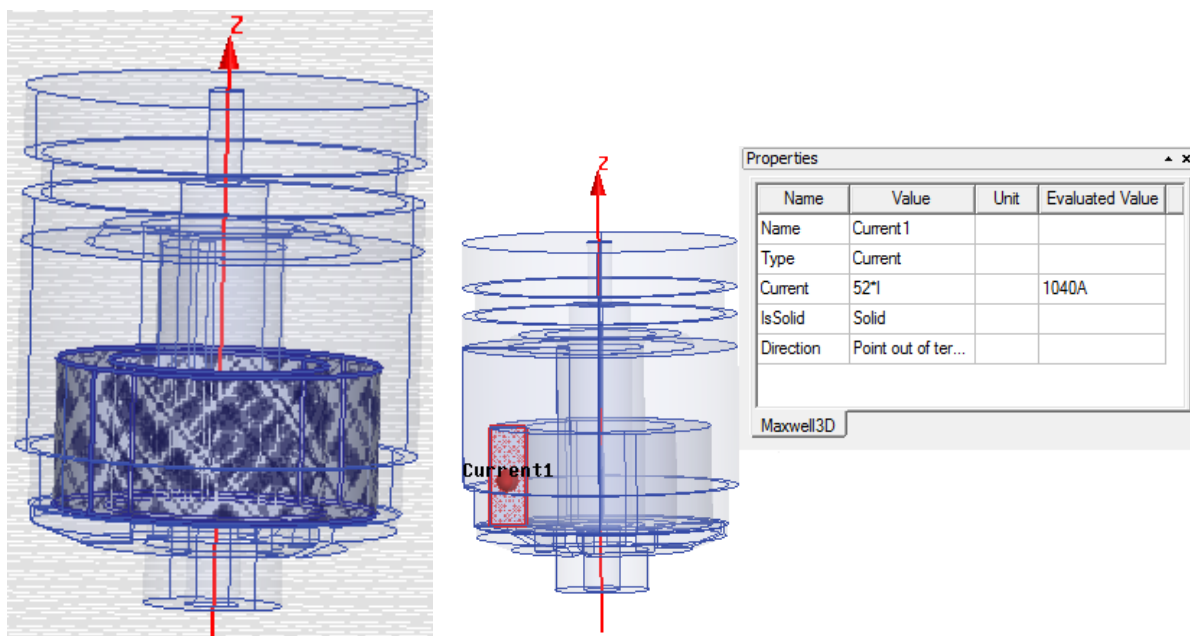 Z
Z
Current1
Properties
Name Value Unit Evaluated Value
Name Current1
Type Current
Current 52*I 1040A
IsSolid Solid
Direction Point out of ter...
Maxwell3D